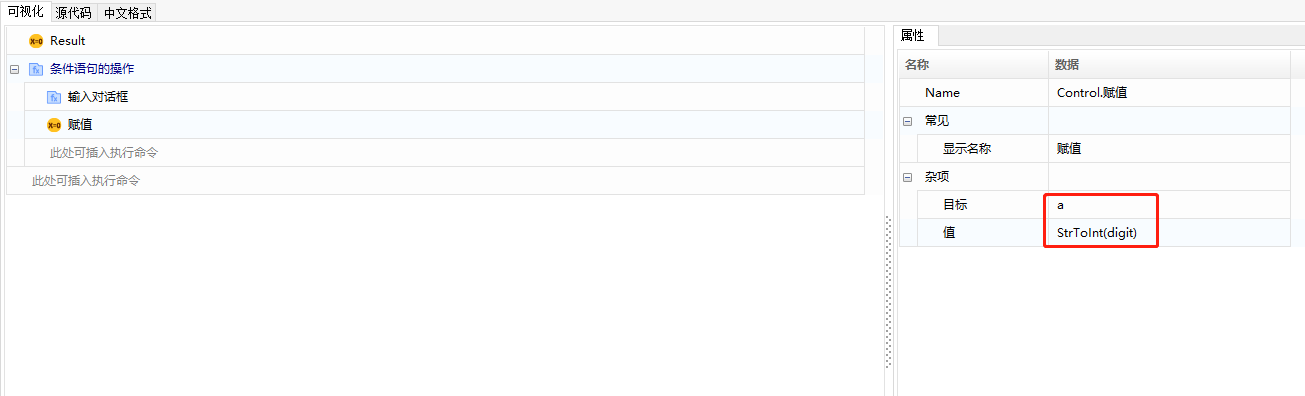 可视化 源代码 中文格式
Result
条件语句的操作
输入对话框
赋值
此处可插入执行命令
此处可插入执行命令
属性
名称 数据
Name Control.赋值
常见
显示名称 赋值
杂项
目标 a
值 StrToInt(digit)